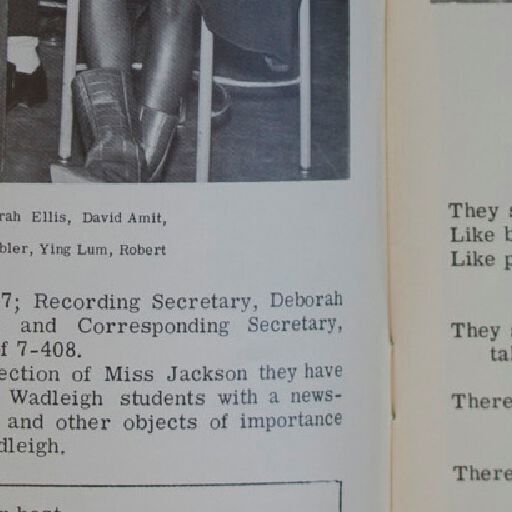 rah Ellis, David Amit,
bler, Ying Lum, Robert
7; Recording Secretary, Deborah
and Corresponding Secretary,
f 7-408.
ection of Miss Jackson they have
Wadleigh students with a news-
and other objects of importance
dleigh.
They
Like b
Like p
They
tal
There
There